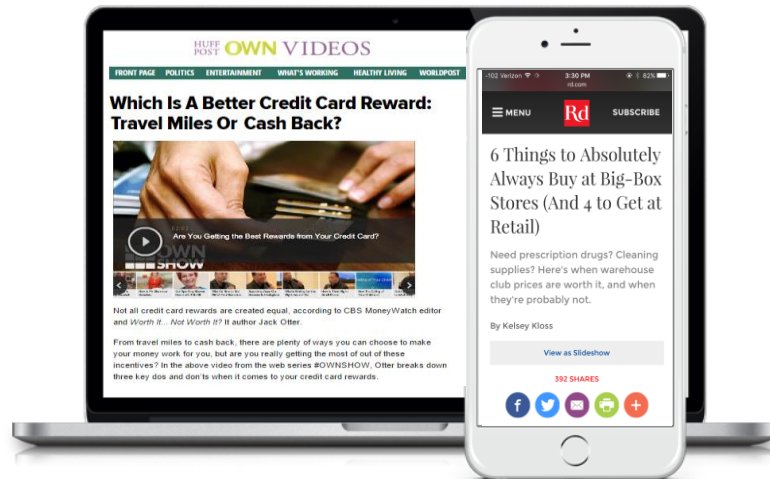 HUFF
POST OWN VIDEOS
FRONT PAGE POLITICS ENTERTAINMENT WHAT'S WORKING HEALTHY LIVING WORLDPOST
Which Is A Better Credit Card Reward:
Travel Miles Or Cash Back?
Are You Getting the Best Rewards from Your Credit Card?
OWN
SHOW
Not all credit card rewards are created equal, according to CBS MoneyWatch editor
and Worth It... Not Worth It? It author Jack Otter.
From travel miles to cash back, there are plenty of ways you can choose to make
your money work for you, but are you really getting the most out of these
incentives? In the above video from the web series #OWNSHOW, Otter breaks down
three key dos and don'ts when it comes to your credit card rewards.
-102 Verizon 3:30 PM 82%
rd.com
MENU Rd SUBSCRIBE
6 Things to Absolutely
Always Buy at Big-Box
Stores (And 4 to Get at
Retail)
Need prescription drugs? Cleaning
supplies? Here's when warehouse
club prices are worth it, and when
they're probably not.
By Kelsey Kloss
View as Slideshow
392 SHARES